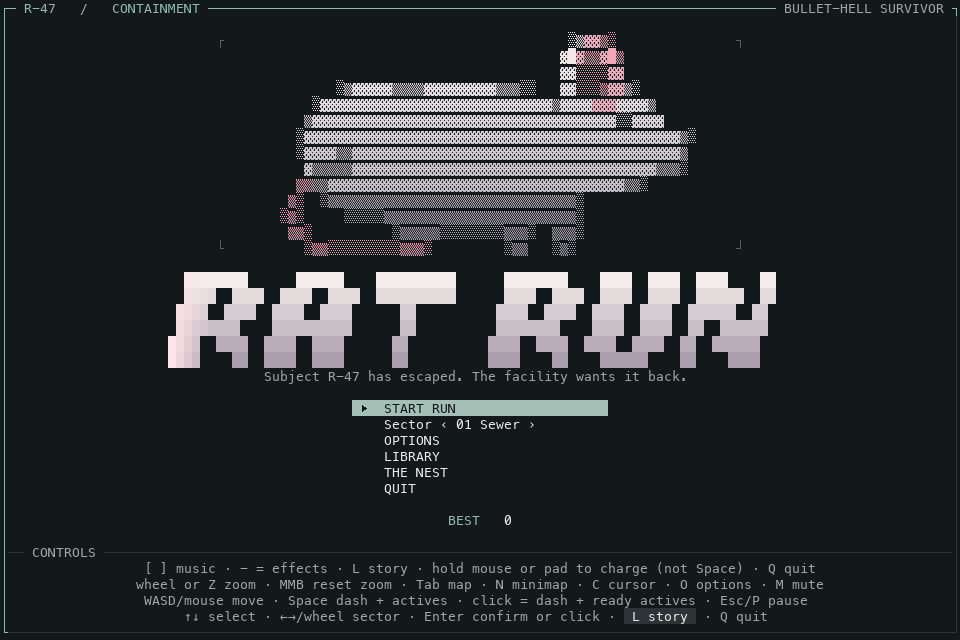 R−47 / CONTAINMENT BULLET−HELL SURVIVOR
RAT RUN
Subject R−47 has escaped. The facility wants it back.
▸ START RUN
Sector ‹ 01 Sewer ›
OPTIONS
LIBRARY
THE NEST
QUIT
BEST 0
CONTROLS
[ ] music · − = effects · L story · hold mouse or pad to charge (not Space) · Q quit
wheel or Z zoom · MMB reset zoom · Tab map · N minimap · C cursor · O options · M mute
WASD/mouse move · Space dash + actives · click = dash + ready actives · Esc/P pause
↑↓ select · ←→/wheel sector · Enter confirm or click · L story · Q quit